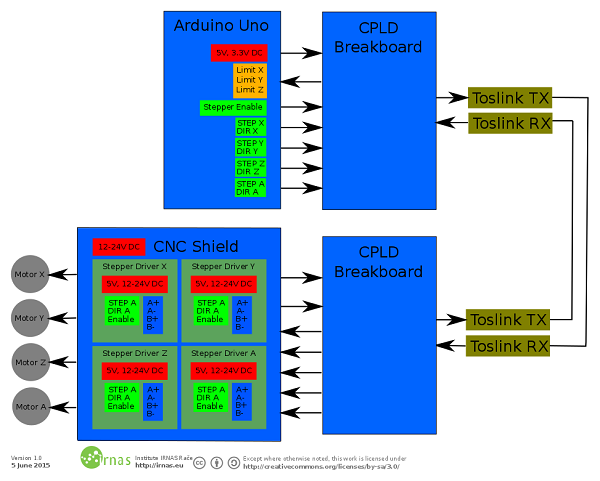 Arduino Uno
5V, 3.3V DC
Limit X
Limit Y
Limit Z
Stepper Enable
STEP X
DIR X
STEP Y
DIR Y
STEP Z
DIR Z
STEP A
DIR A
CPLD
Breakboard
Toslink TX
Toslink RX
12-24V DC
CNC Shield
Stepper Driver X
5V, 12-24V DC
STEP A
DIR A
Enable
A+
A-
B+
B-
Stepper Driver Y
5V, 12-24V DC
STEP A
DIR A
Enable
A+
A-
B+
B-
Stepper Driver Z
5V, 12-24V DC
STEP A
DIR A
Enable
A+
A-
B+
B-
Stepper Driver A
5V, 12-24V DC
STEP A
DIR A
Enable
A+
A-
B+
B-
Motor X
Motor Y
Motor Z
Motor A
CPLD
Breakboard
Toslink TX
Toslink RX
Version 1.0
5 June 2015
irnas
Institute IRNAS Rače
http://irnas.eu
cc
Except where otherwise noted, this work is licensed under
http://creativecommons.org/licenses/by-sa/3.0/